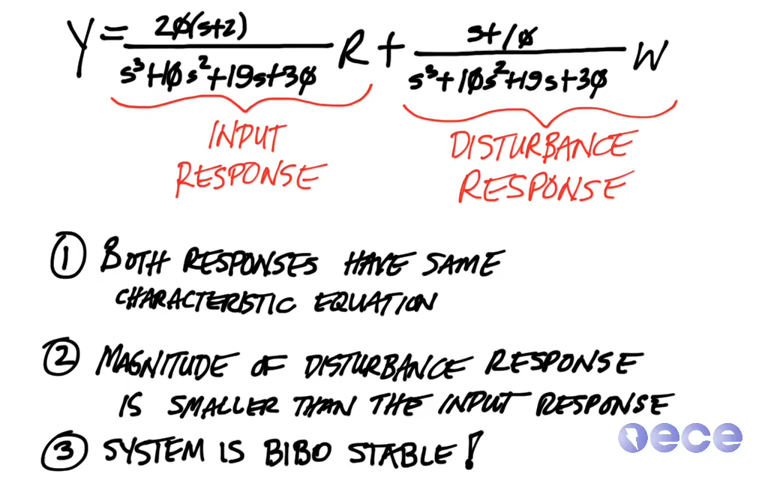 Y = 20(s+2) / s³+10s²+19s+30 R + s+10 / s³+10s²+19s+30 W
INPUT RESPONSE
DISTURBANCE RESPONSE
① BOTH RESPONSES HAVE SAME
CHARACTERISTIC EQUATION
② MAGNITUDE OF DISTURBANCE RESPONSE
IS SMALLER THAN THE INPUT RESPONSE
③ SYSTEM IS BIBO STABLE!
ece